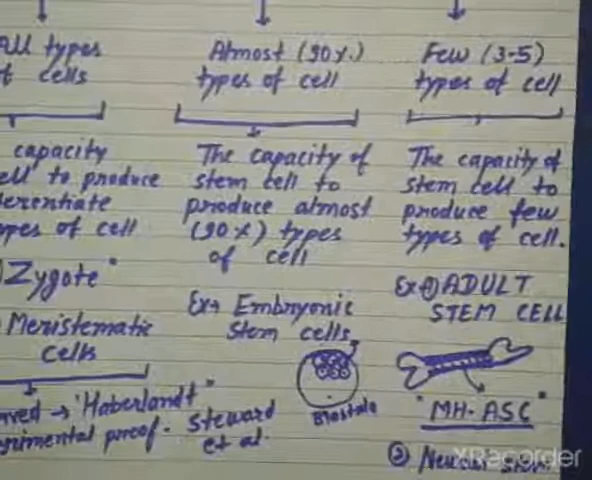 All types
of cells
capacity
cell to produce
types of cell
Zygote"
Meristematic
cells
"Haberlandt"
proof. Steward
et al.
Almost (90%)
types of cell
The capacity of
stem cell to
produce almost
(90%) types
of cell
Ex→ Embryonic
stem cells
Blastula
Few (3-5)
types of cell
The capacity of
stem cell to
produce few
types of cell.
Ex ① ADULT
STEM CELL
"MH-ASC"
②
XRecorder